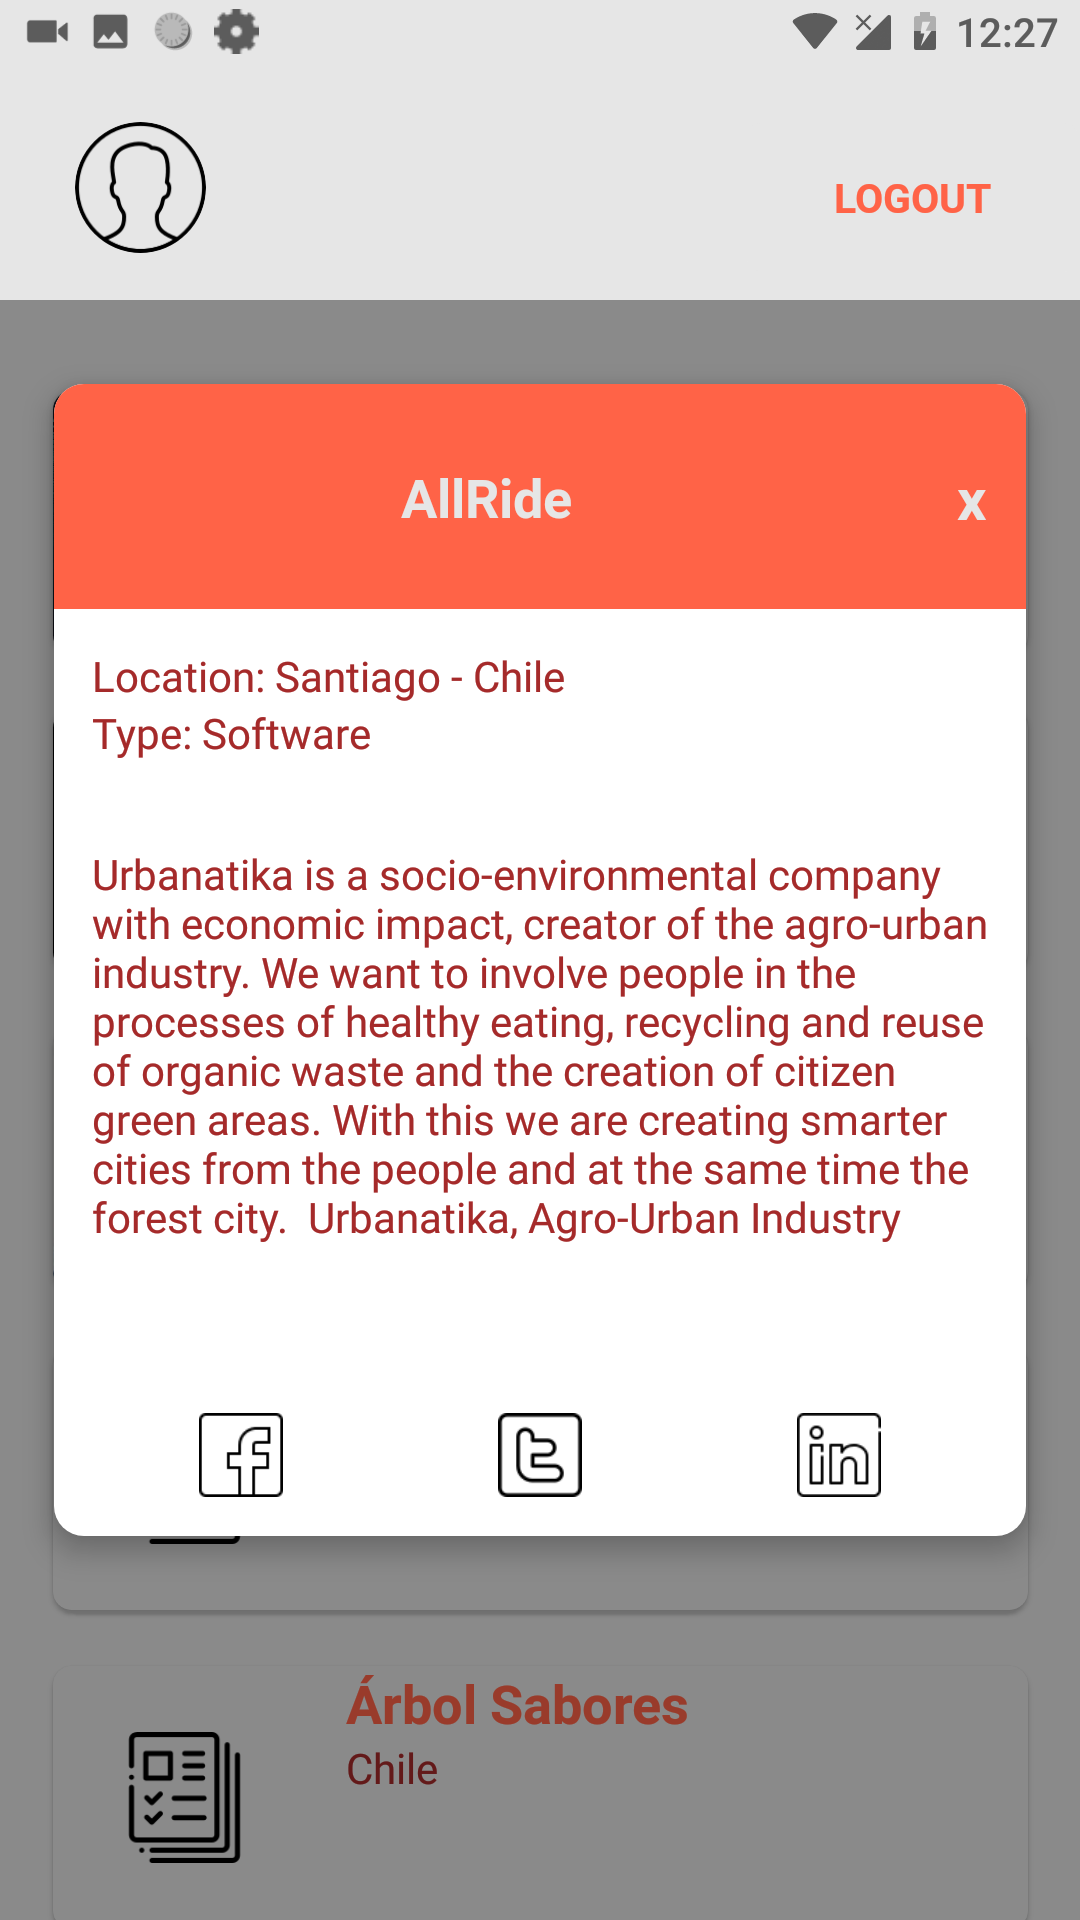 12:27
LOGOUT
AllRide
x
Location: Santiago - Chile
Type: Software
Urbanatika is a socio-environmental company
with economic impact, creator of the agro-urban
industry. We want to involve people in the
processes of healthy eating, recycling and reuse
of organic waste and the creation of citizen
green areas. With this we are creating smarter
cities from the people and at the same time the
forest city.  Urbanatika, Agro-Urban Industry
Árbol Sabores
Chile